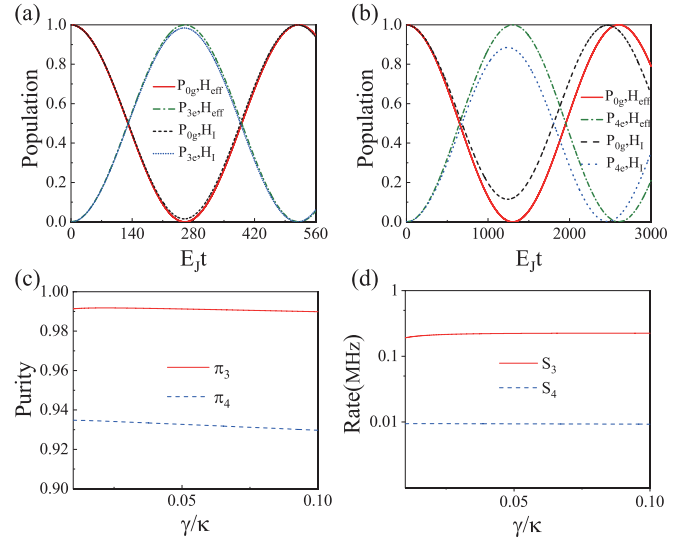 (a)
1.0
0.8
0.6
0.4
0.2
0.0
Population
P0g,Heff
P3e,Heff
P0g,HI
P3e,HI
0 140 280 420 560
EJt
(b)
1.0
0.8
0.6
0.4
0.2
0.0
Population
P0g,Heff
P4e,Heff
P0g,HI
P4e,HI
0 1000 2000 3000
EJt
(c)
1.00
0.98
0.96
0.94
0.92
0.90
Purity
π3
π4
0.05 0.10
γ/κ
(d)
1
0.1
0.01
Rate(MHz)
S3
S4
0.05 0.10
γ/κ